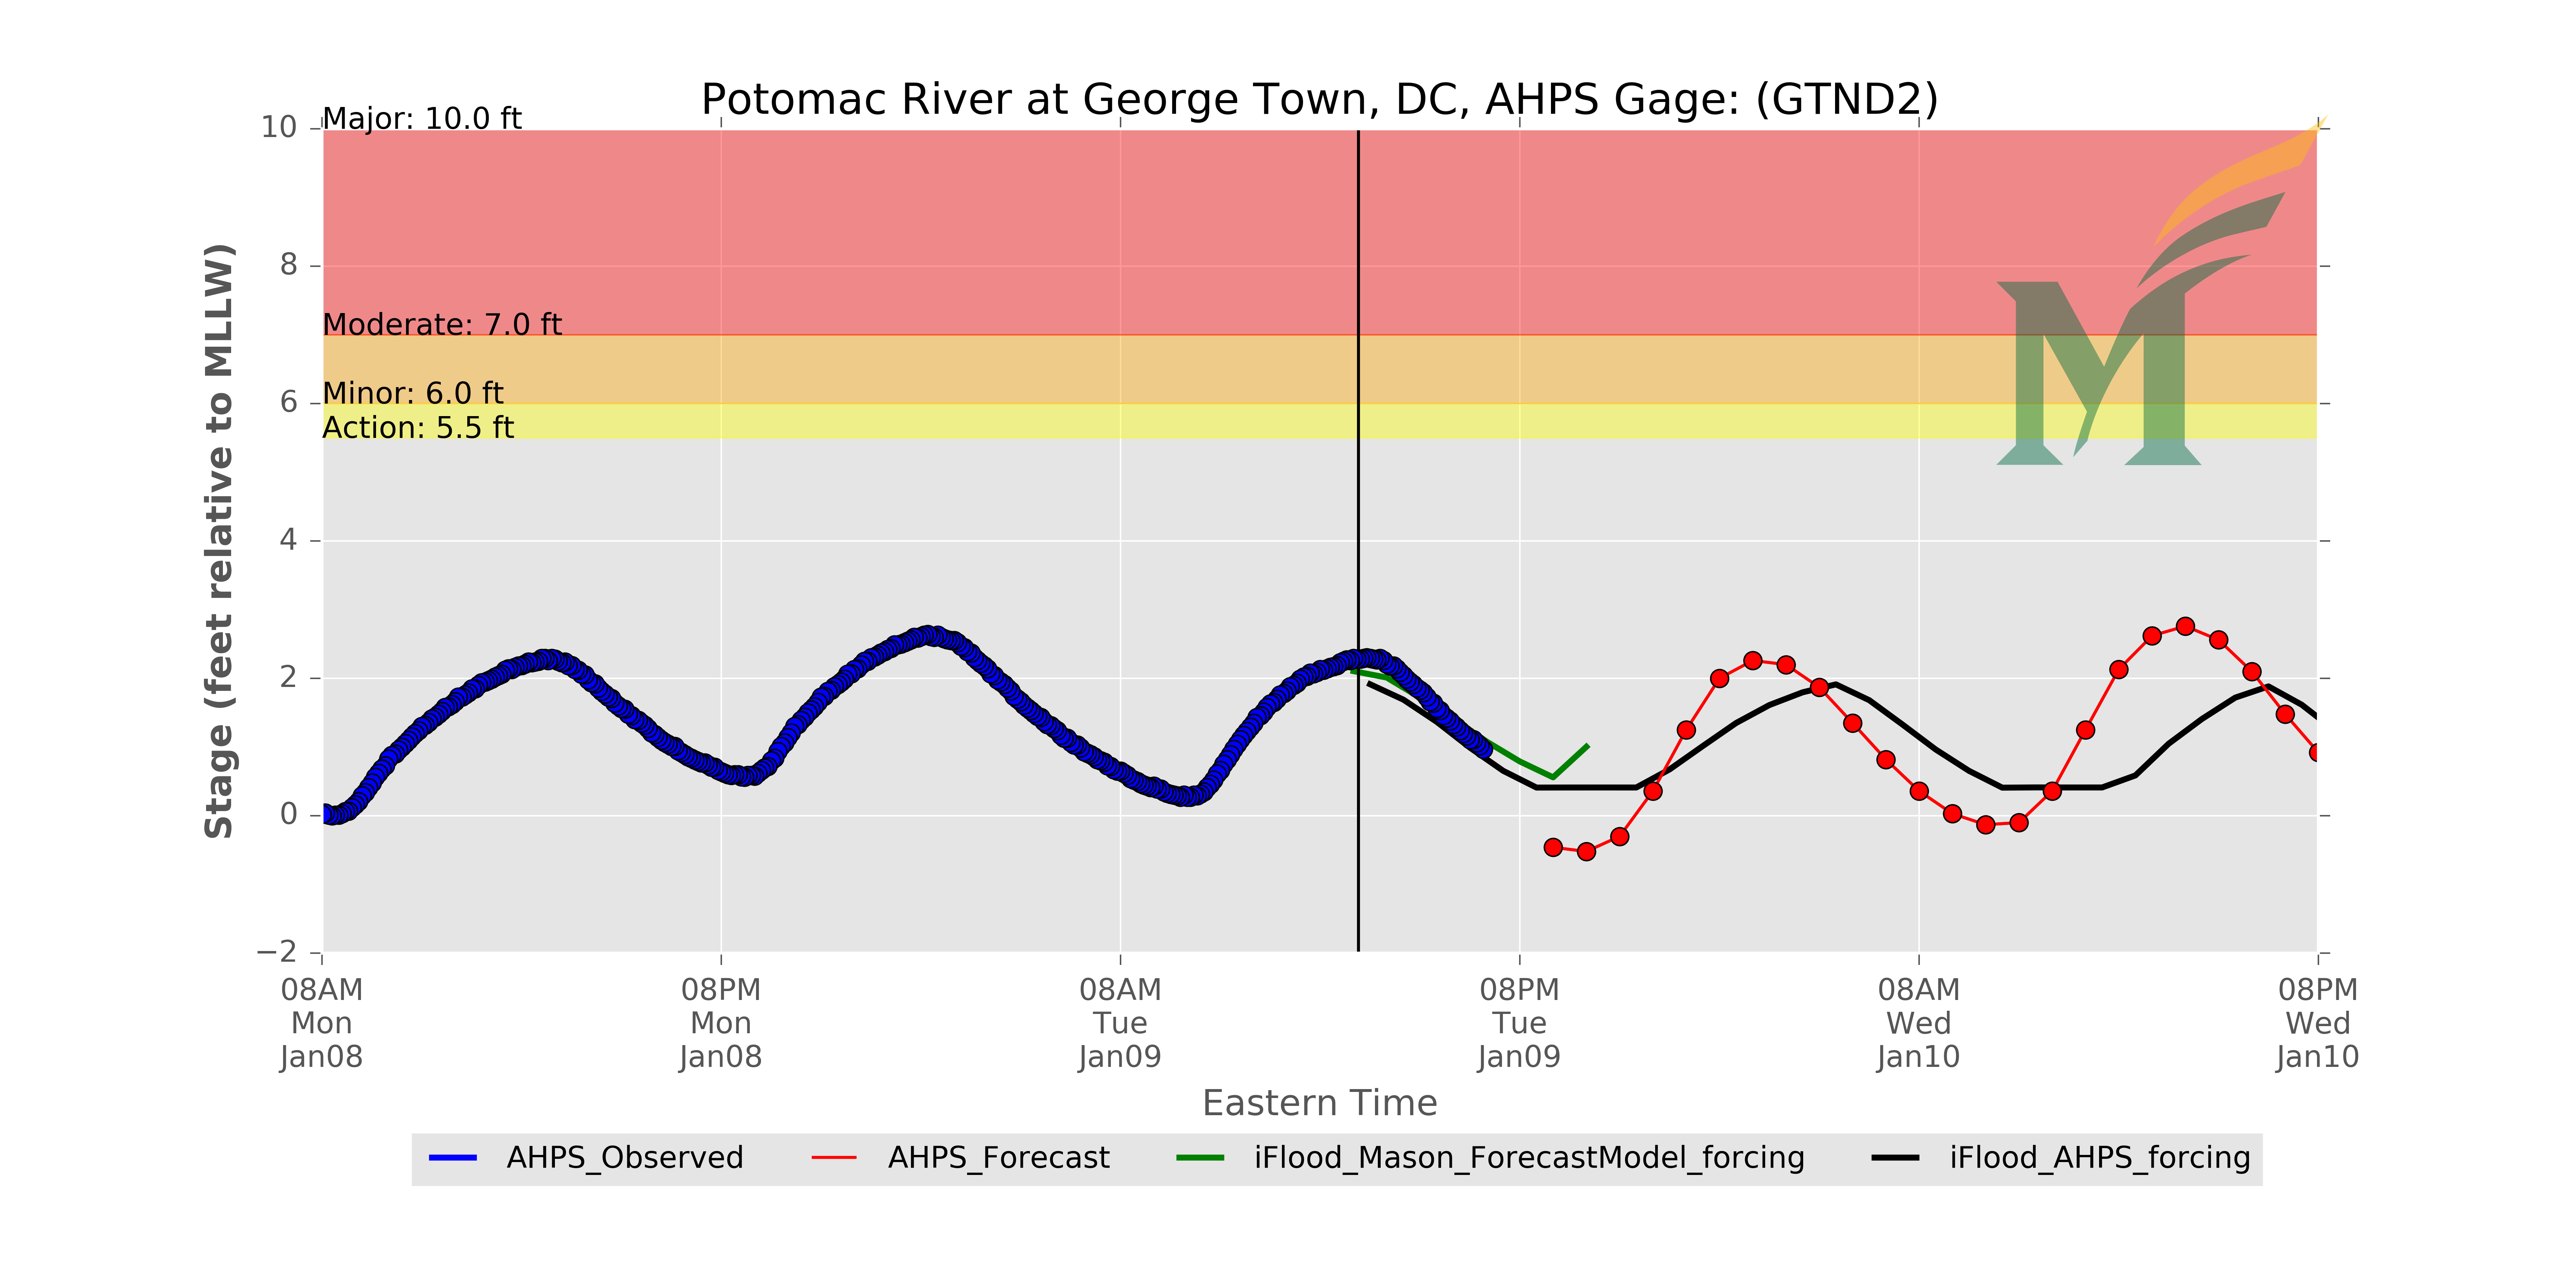 Potomac River at George Town, DC, AHPS Gage: (GTND2)
Stage (feet relative to MLLW)
10
8
6
4
2
0
−2
Major: 10.0 ft
Moderate: 7.0 ft
Minor: 6.0 ft
Action: 5.5 ft
M
08AM
Mon
Jan08
08PM
Mon
Jan08
08AM
Tue
Jan09
08PM
Tue
Jan09
08AM
Wed
Jan10
08PM
Wed
Jan10
Eastern Time
AHPS_Observed
AHPS_Forecast
iFlood_Mason_ForecastModel_forcing
iFlood_AHPS_forcing